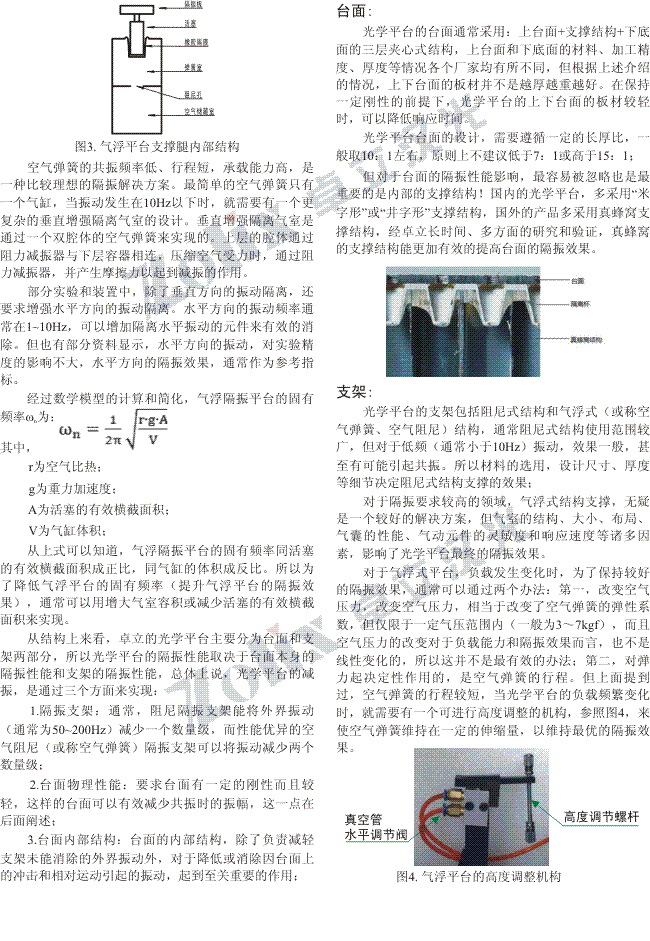 隔振板
活塞
橡胶隔膜
弹簧室
阻尼孔
空气储藏室
图3. 气浮平台支撑腿内部结构
空气弹簧的共振频率低、行程短，承载能力高，是
一种比较理想的隔振解决方案。最简单的空气弹簧只有
一个气缸，当振动发生在10Hz以下时，就需要有一个更
复杂的垂直增强隔离气室的设计。垂直增强隔离气室是
通过一个双腔体的空气弹簧来实现的。上层的腔体通过
阻力减振器与下层容器相连。压缩空气受力时，通过阻
力减振器，并产生摩擦力以起到减振的作用。
部分实验和装置中，除了垂直方向的振动隔离，还
要求增强水平方向的振动隔离。水平方向的振动频率通
常在1~10Hz，可以增加隔离水平振动的元件来有效的消
除。但也有部分资料显示，水平方向的振动，对实验精
度的影响不大，水平方向的隔振效果，通常作为参考指
标。
经过数学模型的计算和简化，气浮隔振平台的固有
频率ωn为：
ωn = 1/2π √(r·g·A/V)
其中，
r为空气比热；
g为重力加速度；
A为活塞的有效横截面积；
V为气缸体积；
从上式可以知道，气浮隔振平台的固有频率同活塞
的有效横截面积成正比，同气缸的体积成反比。所以为
了降低气浮平台的固有频率（提升气浮平台的隔振效
果），通常可以用增大气室容积或减少活塞的有效横截
面积来实现。
从结构上来看，卓立的光学平台主要分为台面和支
架两部分，所以光学平台的隔振性能取决于台面本身的
隔振性能和支架的隔振性能，总体上说，光学平台的减
振，是通过三个方面来实现：
1.隔振支架：通常，阻尼隔振支架能将外界振动
（通常为50~200Hz）减少一个数量级，而性能优异的空
气阻尼（或称空气弹簧）隔振支架可以将振动减少两个
数量级；
2.台面物理性能：要求台面有一定的刚性而且较
轻，这样的台面可以有效减少共振时的振幅，这一点在
后面阐述；
3.台面内部结构：台面的内部结构，除了负责减轻
支架未能消除的外界振动外，对于降低或消除因台面上
的冲击和相对运动引起的振动，起到至关重要的作用；
台面：
光学平台的台面通常采用：上台面+支撑结构+下底
面的三层夹心式结构，上台面和下底面的材料、加工精
度、厚度等情况各个厂家均有所不同，但根据上述介绍
的情况，上下台面的板材并不是越厚越重越好。在保持
一定刚性的前提下，光学平台的上下台面的板材较轻
时，可以降低响应时间。
光学平台台面的设计，需要遵循一定的长厚比，一
般取10：1左右，原则上不建议低于7：1或高于15：1；
但对于台面的隔振性能影响，最容易被忽略也是最
重要的是内部的支撑结构！国内的光学平台，多采用“米
字形”或“井字形”支撑结构，国外的产品多采用真蜂窝支
撑结构，经卓立长时间、多方面的研究和验证，真蜂窝
的支撑结构能更加有效的提高台面的隔振效果。
台面
隔离杯
真蜂窝结构
支架：
光学平台的支架包括阻尼式结构和气浮式（或称空
气弹簧、空气阻尼）结构，通常阻尼式结构使用范围较
广，但对于低频（通常小于10Hz）振动，效果一般，甚
至有可能引起共振。所以材料的选用，设计尺寸、厚度
等细节决定阻尼式结构支撑的效果；
对于隔振要求较高的领域，气浮式结构支撑，无疑
是一个较好的解决方案，但气室的结构、大小、布局、
气囊的性能、气动元件的灵敏度和响应速度等诸多因
素，影响了光学平台最终的隔振效果。
对于气浮式平台，负载发生变化时，为了保持较好
的隔振效果，通常可以通过两个办法：第一，改变空气
压力，改变空气压力，相当于改变了空气弹簧的弹性系
数，但仅限于一定气压范围内（一般为3～7kgf），而且
空气压力的改变对于负载能力和隔振效果而言，也不是
线性变化的，所以这并不是最有效的办法；第二，对弹
力起决定性作用的，是空气弹簧的行程。但上面提到
过，空气弹簧的行程较短，当光学平台的负载频繁变化
时，就需要有一个可进行高度调整的机构，参照图4，来
使空气弹簧维持在一定的伸缩量，以维持最优的隔振效
果。
真空管
水平调节阀
高度调节螺杆
图4. 气浮平台的高度调整机构
Zolix 卓立汉光
Zolix 卓立汉光